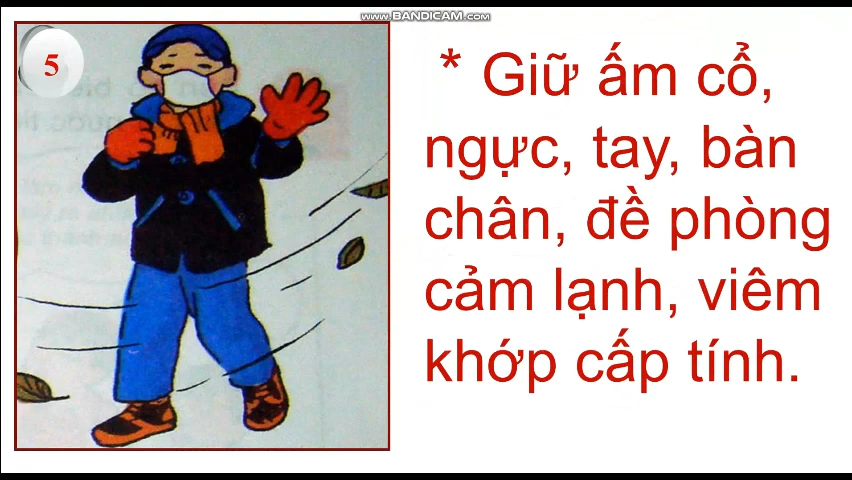 www.BANDICAM.com
5
* Giữ ấm cổ,
ngực, tay, bàn
chân, đề phòng
cảm lạnh, viêm
khớp cấp tính.